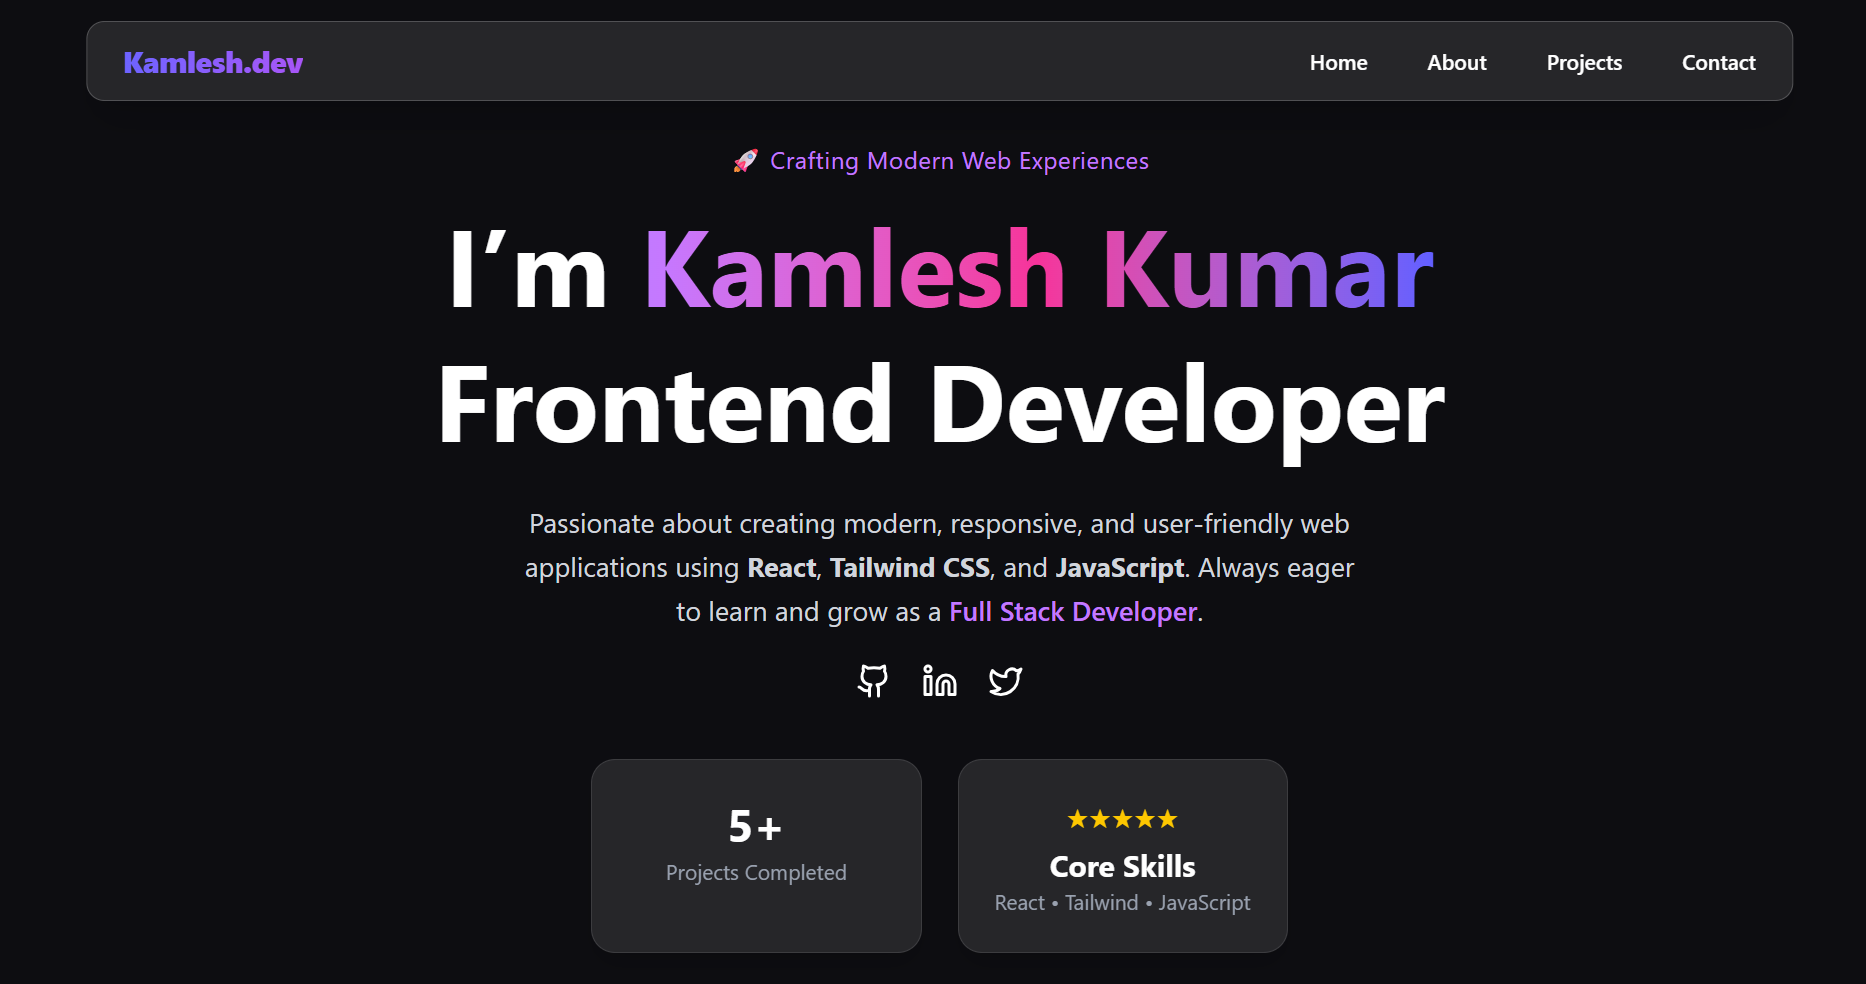 Kamlesh.dev
Home About Projects Contact
🚀 Crafting Modern Web Experiences
I’m Kamlesh Kumar
Frontend Developer
Passionate about creating modern, responsive, and user-friendly web
applications using React, Tailwind CSS, and JavaScript. Always eager
to learn and grow as a Full Stack Developer.
5+
Projects Completed
★★★★★
Core Skills
React • Tailwind • JavaScript